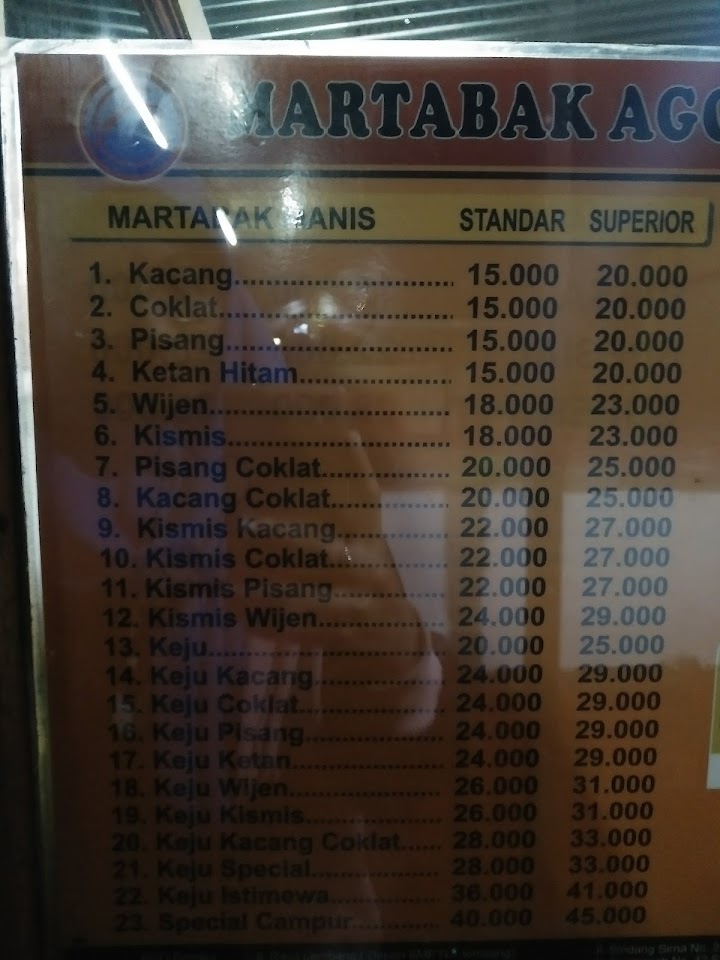 MARTABAK AGO
MARTABAK MANIS STANDAR SUPERIOR
1. Kacang........................... 15.000 20.000
2. Coklat............................. 15.000 20.000
3. Pisang............................ 15.000 20.000
4. Ketan Hitam................... 15.000 20.000
5. Wijen.............................. 18.000 23.000
6. Kismis............................ 18.000 23.000
7. Pisang Coklat................ 20.000 25.000
8. Kacang Coklat............... 20.000 25.000
9. Kismis Kacang.............. 22.000 27.000
10. Kismis Coklat............... 22.000 27.000
11. Kismis Pisang.............. 22.000 27.000
12. Kismis Wijen................ 24.000 29.000
13. Keju.............................. 20.000 25.000
14. Keju Kacang................ 24.000 29.000
15. Keju Coklat.................. 24.000 29.000
16. Keju Pisang................. 24.000 29.000
17. Keju Ketan................... 24.000 29.000
18. Keju Wijen................... 26.000 31.000
19. Keju Kismis................. 26.000 31.000
20. Keju Kacang Coklat..... 28.000 33.000
21. Keju Special................ 28.000 33.000
22. Keju Istimewa.............. 36.000 41.000
23. Special Campur........... 40.000 45.000